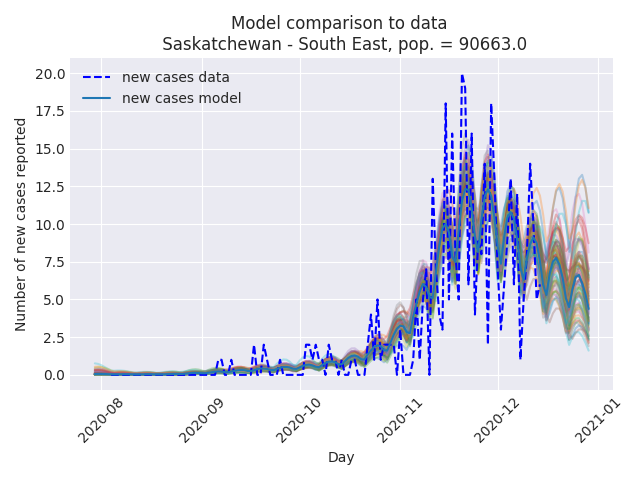 Model comparison to data
Saskatchewan - South East, pop. = 90663.0
new cases data
new cases model
Number of new cases reported
20.0
17.5
15.0
12.5
10.0
7.5
5.0
2.5
0.0
2020-08
2020-09
2020-10
2020-11
2020-12
2021-01
Day